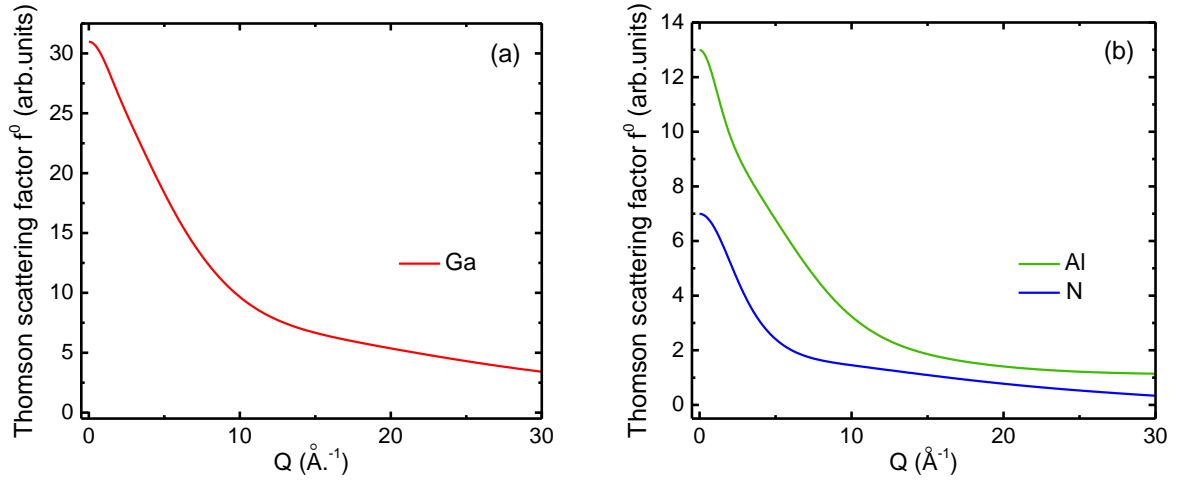 Thomson scattering factor f⁰ (arb.units)
30
25
20
15
10
5
0
0 10 20 30
Q (Å.⁻¹)
(a)
Ga
Thomson scattering factor f⁰ (arb.units)
14
12
10
8
6
4
2
0
0 10 20 30
Q (Å⁻¹)
(b)
Al
N